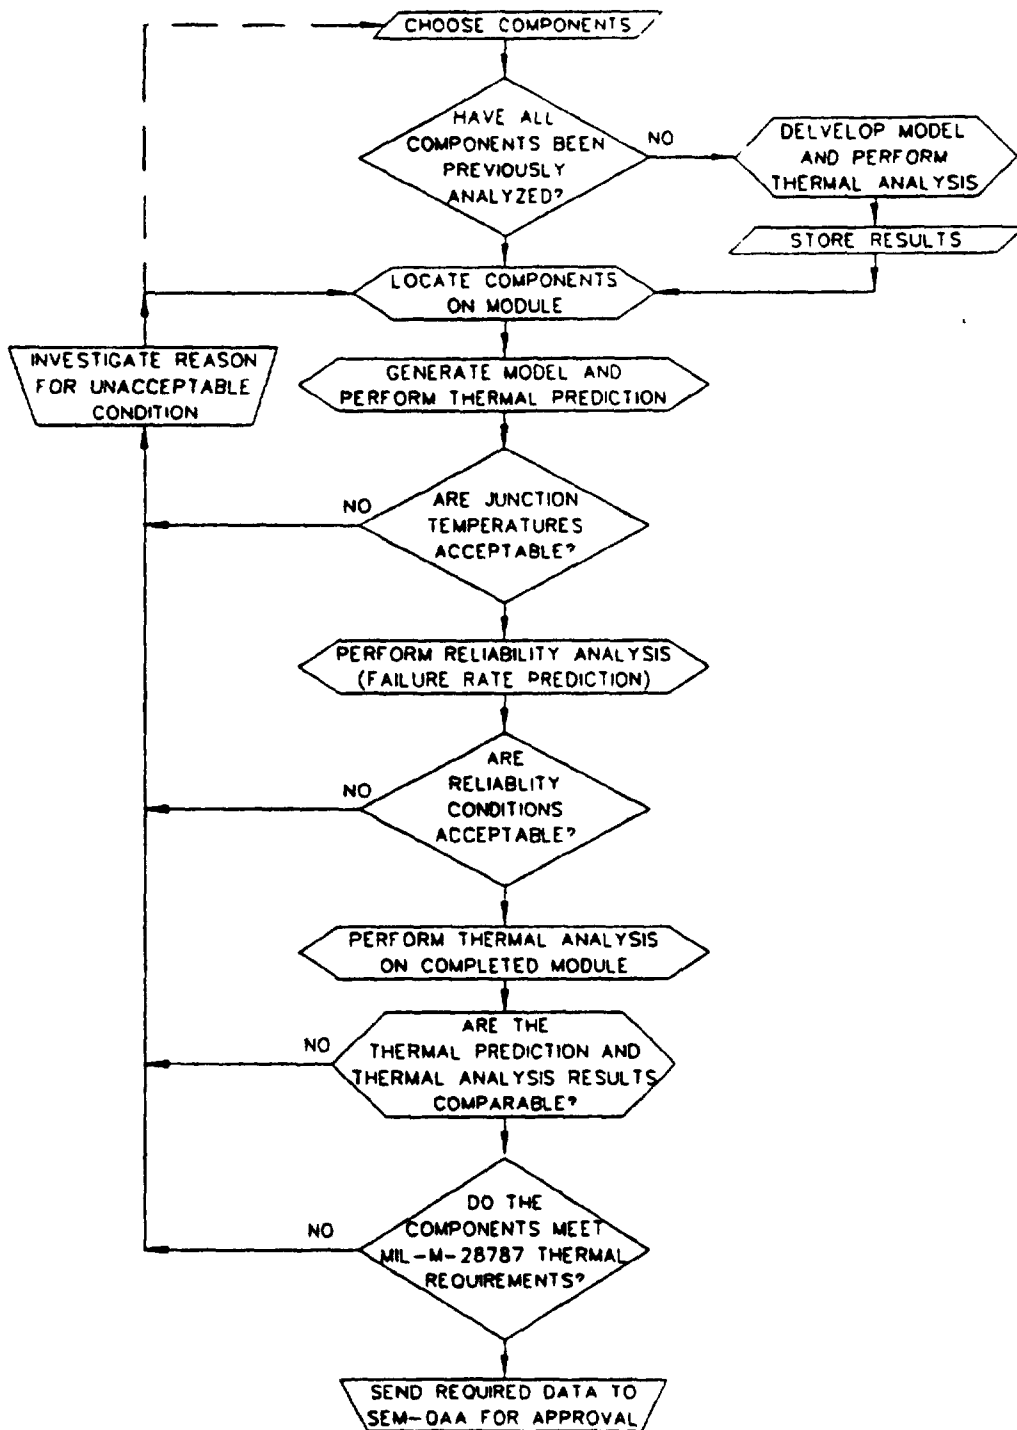 CHOOSE COMPONENTS
HAVE ALL
COMPONENTS BEEN
PREVIOUSLY
ANALYZED?
NO
DELVELOP MODEL
AND PERFORM
THERMAL ANALYSIS
STORE RESULTS
LOCATE COMPONENTS
ON MODULE
INVESTIGATE REASON
FOR UNACCEPTABLE
CONDITION
GENERATE MODEL AND
PERFORM THERMAL PREDICTION
NO
ARE JUNCTION
TEMPERATURES
ACCEPTABLE?
PERFORM RELIABILITY ANALYSIS
(FAILURE RATE PREDICTION)
NO
ARE
RELIABLITY
CONDITIONS
ACCEPTABLE?
PERFORM THERMAL ANALYSIS
ON COMPLETED MODULE
NO
ARE THE
THERMAL PREDICTION AND
THERMAL ANALYSIS RESULTS
COMPARABLE?
NO
DO THE
COMPONENTS MEET
MIL-M-28787 THERMAL
REQUIREMENTS?
SEND REQUIRED DATA TO
SEM-QAA FOR APPROVAL